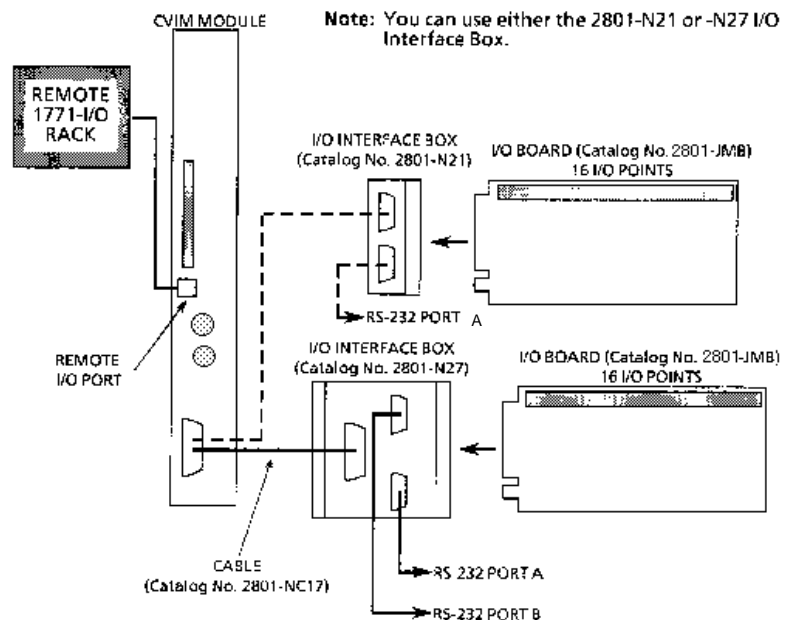 CVIM MODULE
Note: You can use either the 2801-N21 or -N27 I/O
Interface Box.
REMOTE
1771-I/O
RACK
I/O INTERFACE BOX
(Catalog No. 2801-N21)
I/O BOARD (Catalog No. 2801-JMB)
16 I/O POINTS
RS-232 PORT A
REMOTE
I/O PORT
I/O INTERFACE BOX
(Catalog No. 2801-N27)
I/O BOARD (Catalog No. 2801-JMB)
16 I/O POINTS
CABLE
(Catalog No. 2801-NC17)
RS 232 PORT A
RS-232 PORT B